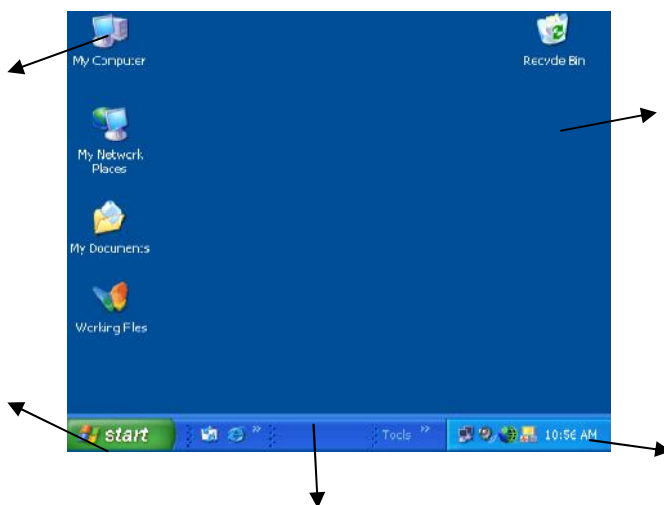 My Computer
Recycle Bin
My Network
Places
My Documents
Working Files
start
»
Tools »
10:56 AM